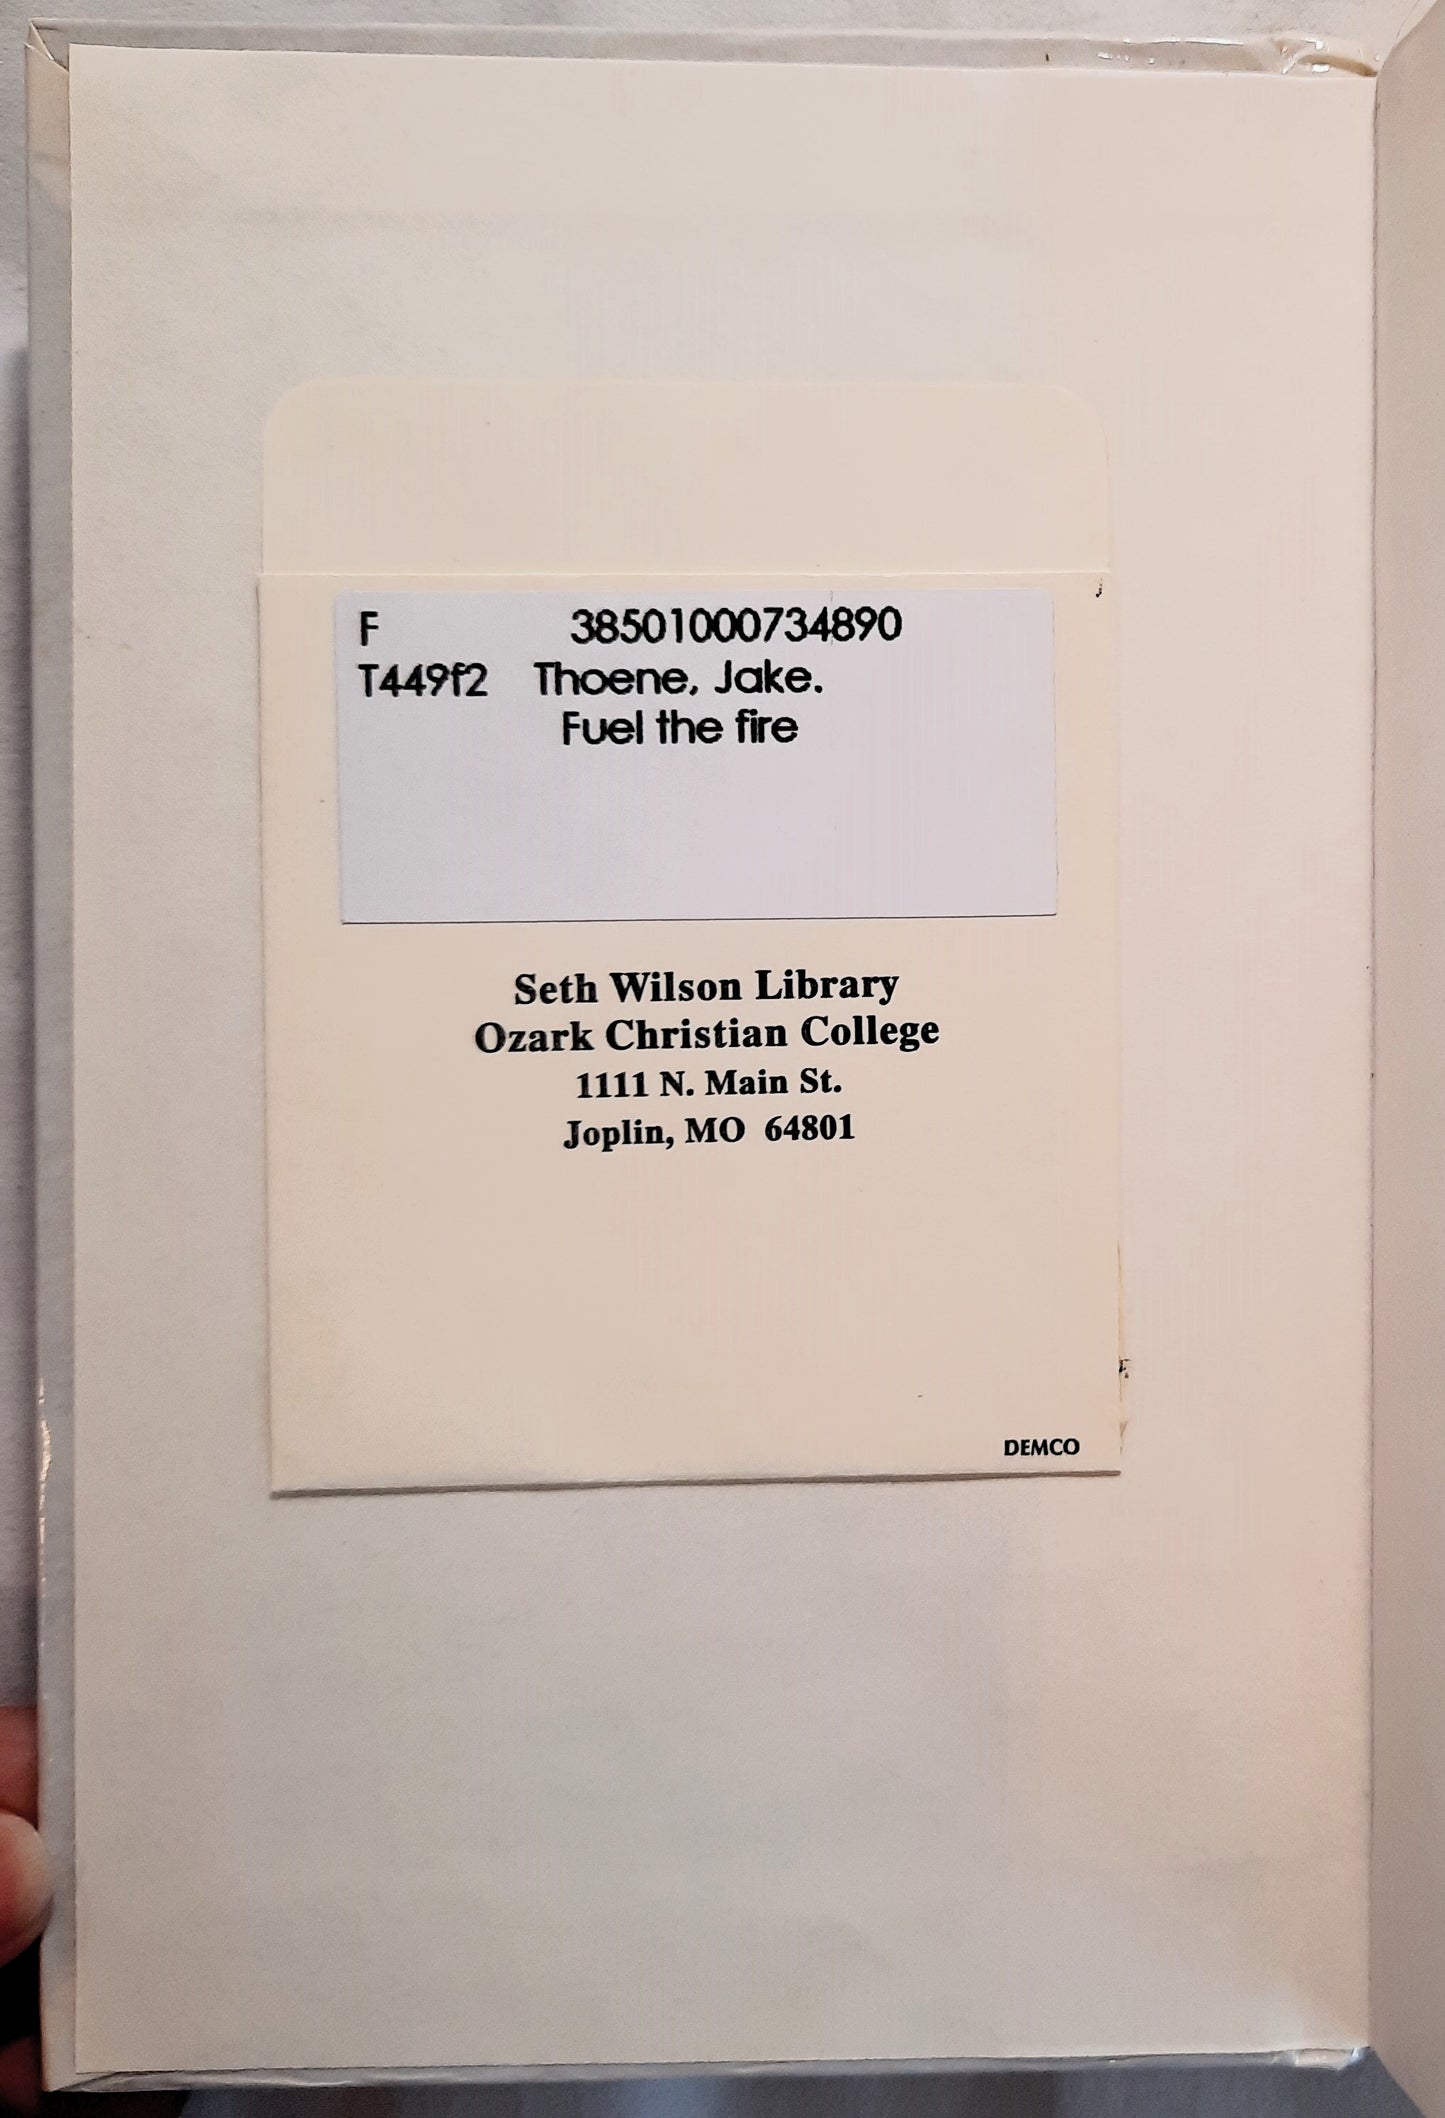 F 38501000734890
T449f2 Thoene, Jake.
Fuel the fire
Seth Wilson Library
Ozark Christian College
1111 N. Main St.
Joplin, MO 64801
DEMCO